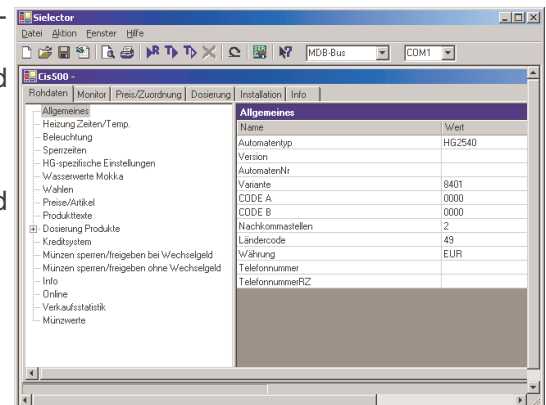 Sielector
Datei Aktion Fenster Hilfe
MDB-Bus COM1
Cis500 -
Rohdaten Monitor Preis/Zuordnung Dosierung Installation Info
Allgemeines
Heizung Zeiten/Temp.
Beleuchtung
Sperrzeiten
HG-spezifische Einstellungen
Wasserwerte Mokka
Wahlen
Preise/Artikel
Produkttexte
Dosierung Produkte
Kreditsystem
Münzen sperren/freigeben bei Wechselgeld
Münzen sperren/freigeben ohne Wechselgeld
Info
Online
Verkaufsstatistik
Münzwerte
Allgemeines
Name Wert
Automatentyp HG2540
Version
AutomatenNr
Variante 8401
CODE A 0000
CODE B 0000
Nachkommastellen 2
Ländercode 49
Währung EUR
Telefonnummer
TelefonnummerRZ